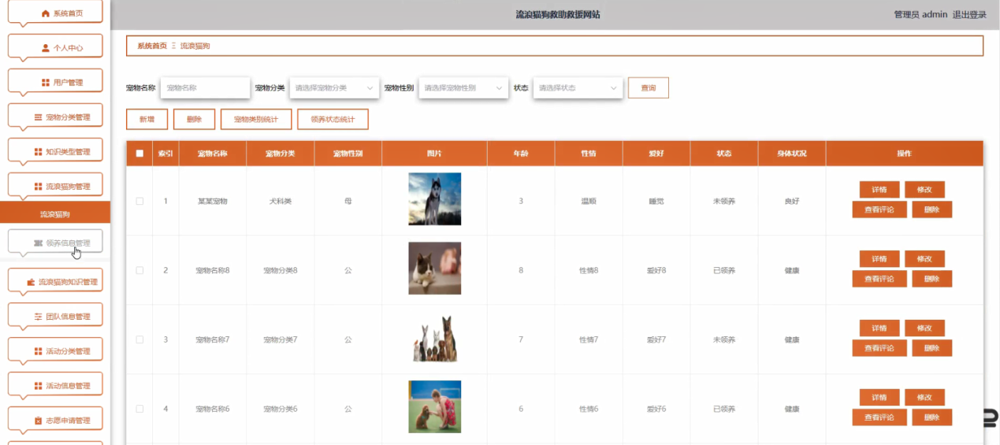 流浪猫狗救助救援网站
管理员 admin 退出登录
系统首页
个人中心
用户管理
宠物分类管理
知识类型管理
流浪猫狗管理
流浪猫狗
领养信息管理
流浪猫狗知识管理
团队信息管理
活动分类管理
活动信息管理
志愿申请管理
系统首页 Ξ 流浪猫狗
宠物名称 宠物名称 宠物分类 请选择宠物分类 宠物性别 请选择宠物性别 状态 请选择状态 查询
新增 删除 宠物类别统计 领养状态统计
索引 宠物名称 宠物分类 宠物性别 图片 年龄 性情 爱好 状态 身体状况 操作
1 某某宠物 犬科类 母 3 温顺 睡觉 未领养 良好 详情 修改
查看评论 删除
2 宠物名称8 宠物分类8 公 8 性情8 爱好8 已领养 健康 详情 修改
查看评论 删除
3 宠物名称7 宠物分类7 公 7 性情7 爱好7 未领养 健康 详情 修改
查看评论 删除
4 宠物名称6 宠物分类6 公 6 性情6 爱好6 已领养 健康 详情 修改
查看评论 删除